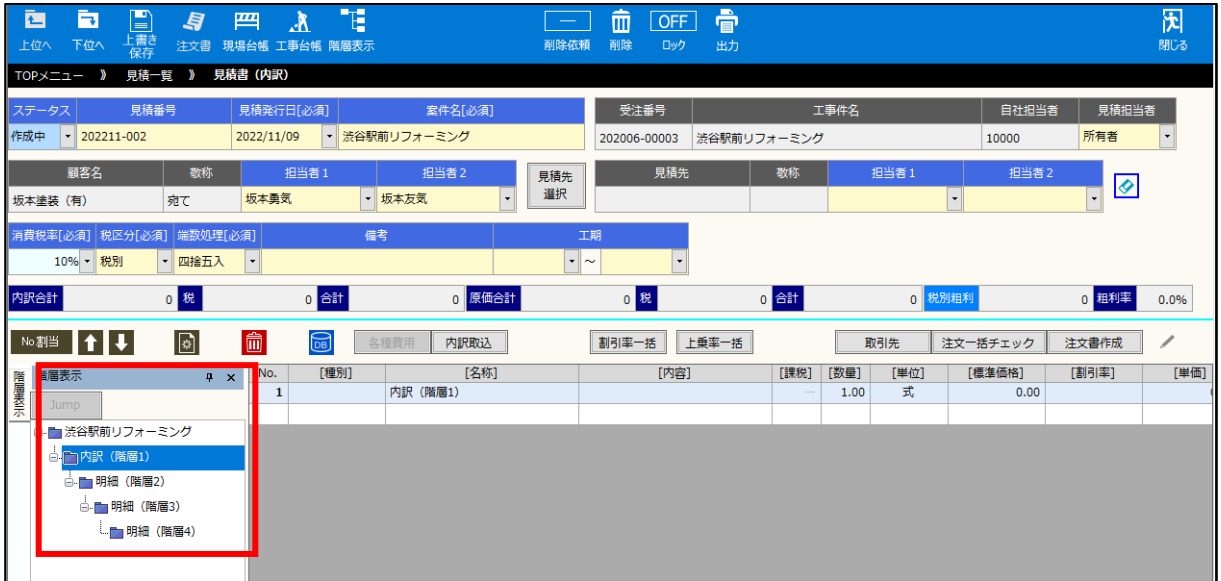 上位へ 下位へ 上書き保存 注文書 現場台帳 工事台帳 階層表示 削除依頼 削除 OFF ロック 出力 閉じる
TOPメニュー 》 見積一覧 》 見積書（内訳）
ステータス 見積番号 見積発行日[必須] 案件名[必須] 受注番号 工事件名 自社担当者 見積担当者
作成中 202211-002 2022/11/09 渋谷駅前リフォーミング 202006-00003 渋谷駅前リフォーミング 10000 所有者
顧客名 敬称 担当者１ 担当者２ 見積先選択 見積先 敬称 担当者１ 担当者２
坂本塗装（有） 宛て 坂本勇気 坂本友気
消費税率[必須] 税区分[必須] 端数処理[必須] 備考 工期
10% 税別 四捨五入 ～
内訳合計 0 税 0 合計 0 原価合計 0 税 0 合計 0 税別粗利 0 粗利率 0.0%
No割当 DB 各種費用 内訳取込 割引率一括 上乗率一括 取引先 注文一括チェック 注文書作成
階層表示 階層表示 No. [種別] [名称] [内容] [課税] [数量] [単位] [標準価格] [割引率] [単価]
1 内訳（階層1） 1.00 式 0.00
Jump
渋谷駅前リフォーミング
内訳（階層1）
明細（階層2）
明細（階層3）
明細（階層4）